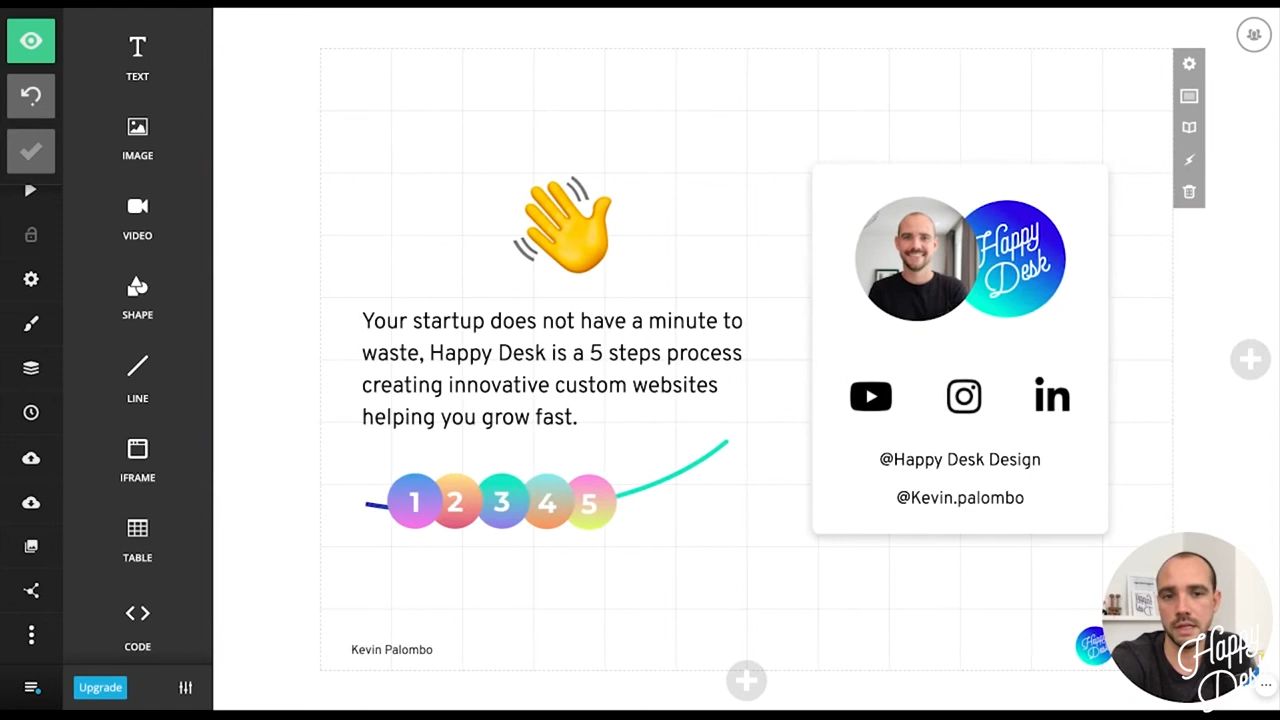 TEXT
IMAGE
VIDEO
SHAPE
LINE
IFRAME
TABLE
CODE
Upgrade
Your startup does not have a minute to
waste, Happy Desk is a 5 steps process
creating innovative custom websites
helping you grow fast.
1 2 3 4 5
Kevin Palombo
Happy
Desk
@Happy Desk Design
@Kevin.palombo
Happy
Desk